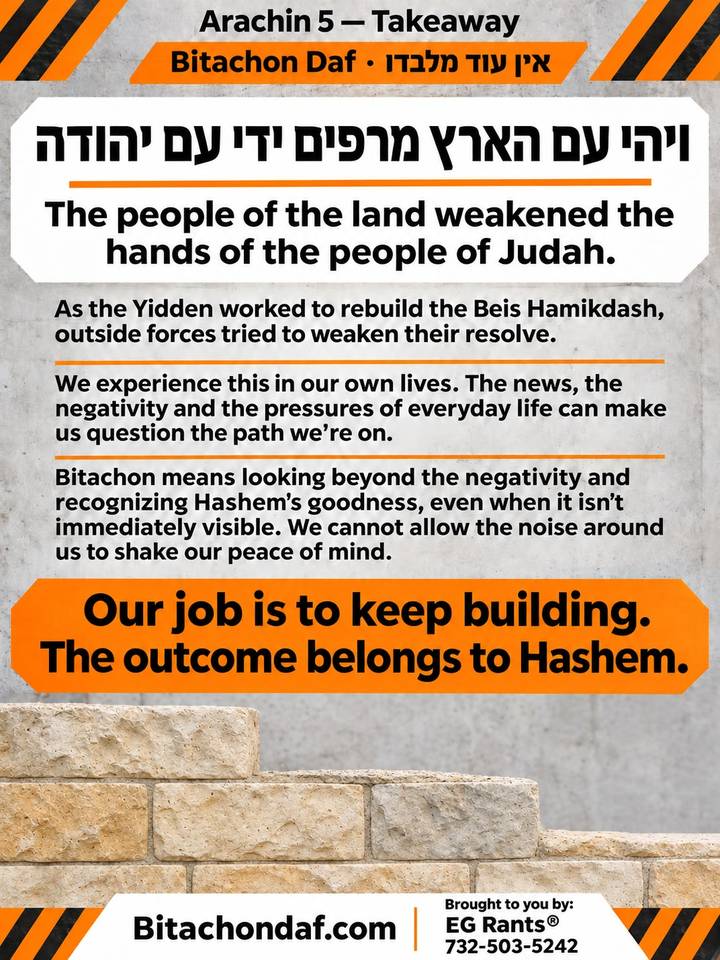 Arachin 5 — Takeaway
Bitachon Daf · אין עוד מלבדו
ויהי עם הארץ מרפים ידי עם יהודה
The people of the land weakened the
hands of the people of Judah.
As the Yidden worked to rebuild the Beis Hamikdash,
outside forces tried to weaken their resolve.
We experience this in our own lives. The news, the
negativity and the pressures of everyday life can make
us question the path we’re on.
Bitachon means looking beyond the negativity and
recognizing Hashem’s goodness, even when it isn’t
immediately visible. We cannot allow the noise around
us to shake our peace of mind.
Our job is to keep building.
The outcome belongs to Hashem.
Bitachondaf.com
Brought to you by:
EG Rants®
732-503-5242